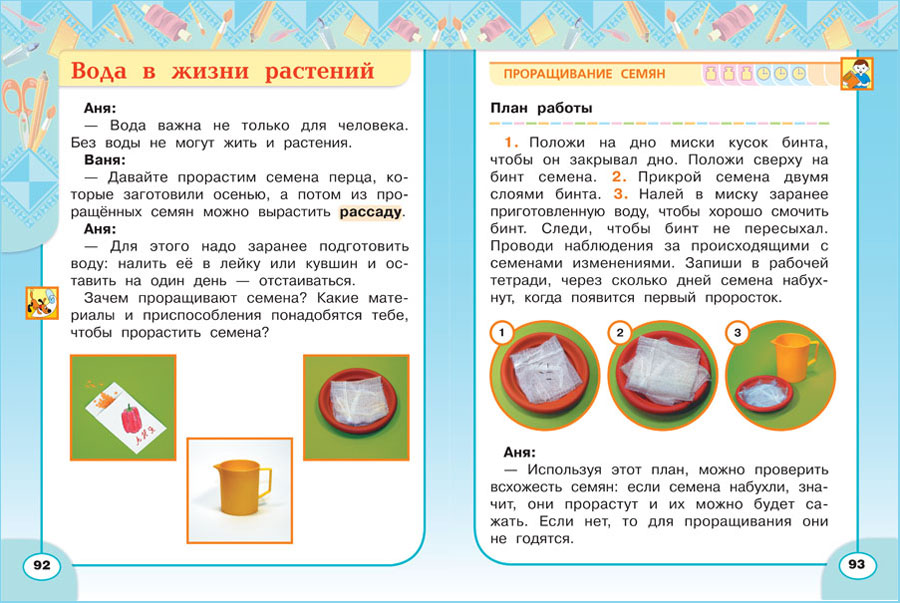 Вода в жизни растений
Аня:
— Вода важна не только для человека.
Без воды не могут жить и растения.
Ваня:
— Давайте прорастим семена перца, ко-
торые заготовили осенью, а потом из про-
ращённых семян можно вырастить рассаду.
Аня:
— Для этого надо заранее подготовить
воду: налить её в лейку или кувшин и ос-
тавить на один день — отстаиваться.
Зачем проращивают семена? Какие мате-
риалы и приспособления понадобятся тебе,
чтобы прорастить семена?
АНЯ
92
ПРОРАЩИВАНИЕ СЕМЯН
План работы
1. Положи на дно миски кусок бинта,
чтобы он закрывал дно. Положи сверху на
бинт семена. 2. Прикрой семена двумя
слоями бинта. 3. Налей в миску заранее
приготовленную воду, чтобы хорошо смочить
бинт. Следи, чтобы бинт не пересыхал.
Проводи наблюдения за происходящими с
семенами изменениями. Запиши в рабочей
тетради, через сколько дней семена набух-
нут, когда появится первый проросток.
1
2
3
Аня:
— Используя этот план, можно проверить
всхожесть семян: если семена набухли, зна-
чит, они прорастут и их можно будет са-
жать. Если нет, то для проращивания они
не годятся.
93